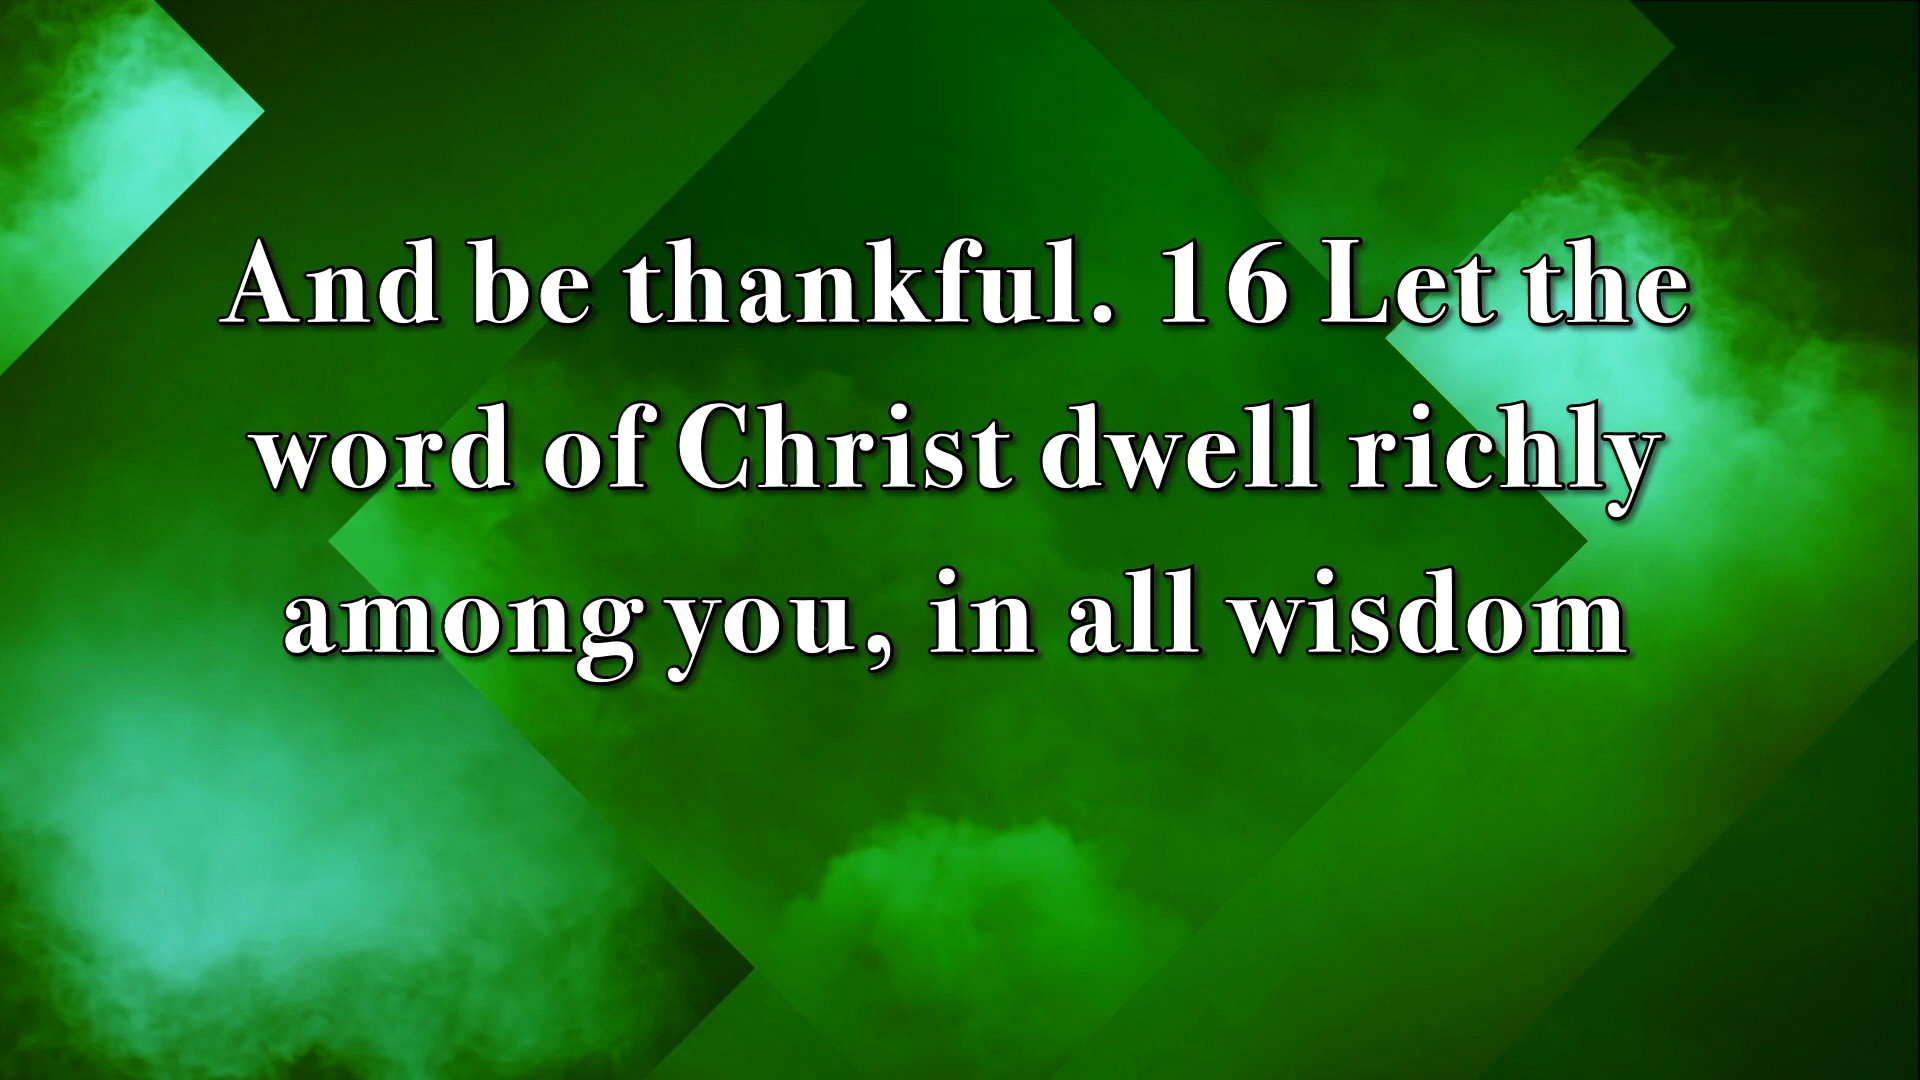 And be thankful. 16 Let the
word of Christ dwell richly
among you, in all wisdom